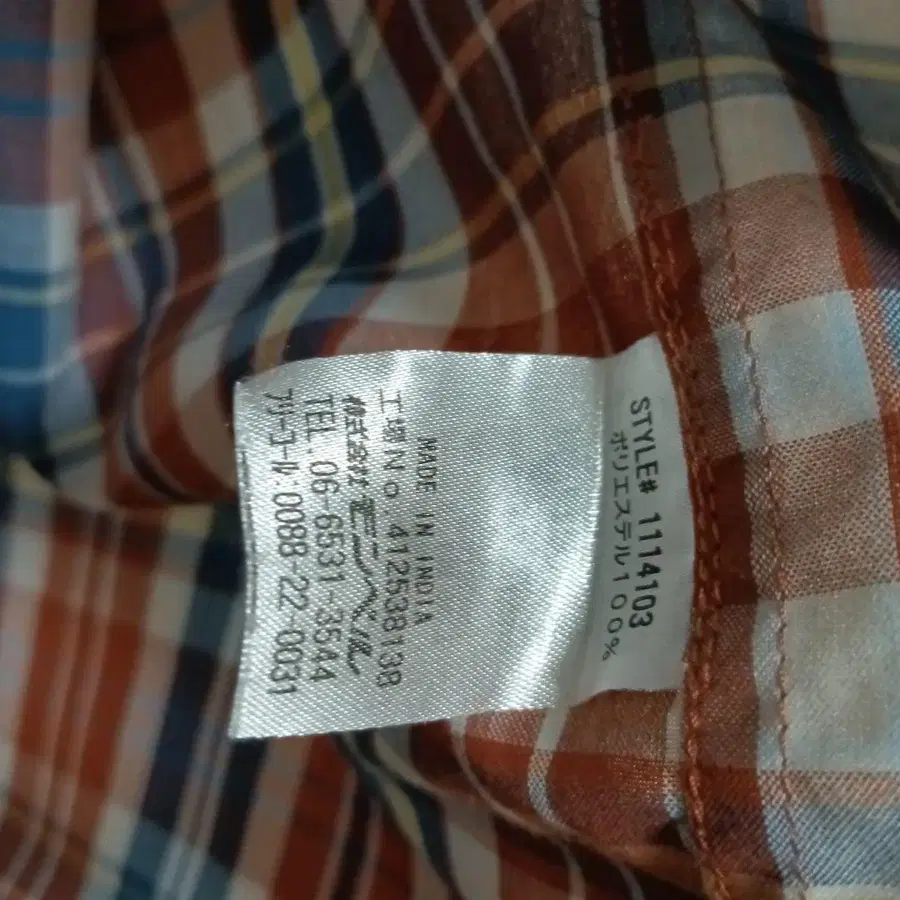 STYLE# 1114103
ポリエステル100%
MADE IN INDIA
工場No.41253813B
株式会社モンベル
TEL.06-6531-3544
フリーコール:0088-22-0031